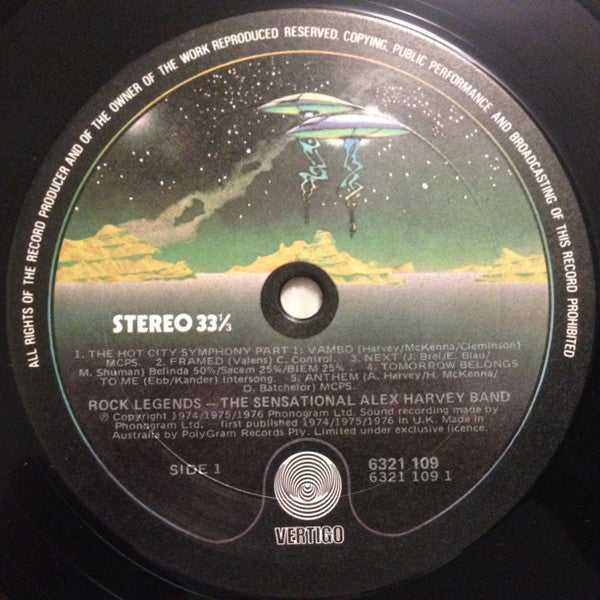 ALL RIGHTS OF THE RECORD PRODUCER AND OF THE OWNER OF THE WORK REPRODUCED RESERVED. COPYING, PUBLIC PERFORMANCE AND BROADCASTING OF THIS RECORD PROHIBITED
STEREO 33⅓
1. THE HOT CITY SYMPHONY PART 1: VAMBO (Harvey/McKenna/Cleminson)
MCPS. 2. FRAMED (Valens) C. Control. 3. NEXT (J. Brel/E. Blau/
M. Shuman) Belinda 50%/Sacem 25%/BIEM 25% . 4. TOMORROW BELONGS
TO ME (Ebb/Kander) Intersong. 5. ANTHEM (A. Harvey/H. McKenna/
D. Batchelor) MCPS.
ROCK LEGENDS – THE SENSATIONAL ALEX HARVEY BAND
℗ Copyright 1974/1975/1976 Phonogram Ltd. Sound recording made by
Phonogram Ltd. – first published 1974/1975/1976 in U.K. Made in
Australia by PolyGram Records Pty. Limited under exclusive licence.
SIDE 1
6321 109
6321 109 1
VERTIGO